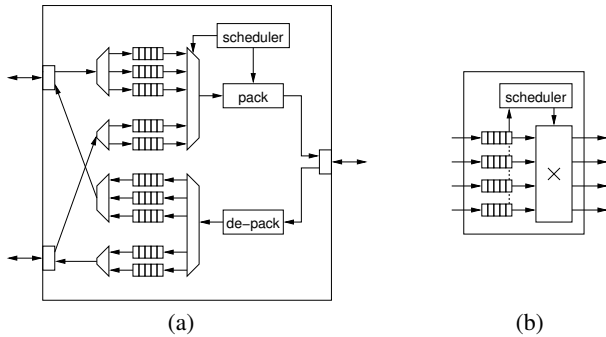 scheduler
pack
de-pack
scheduler
×
(a)
(b)